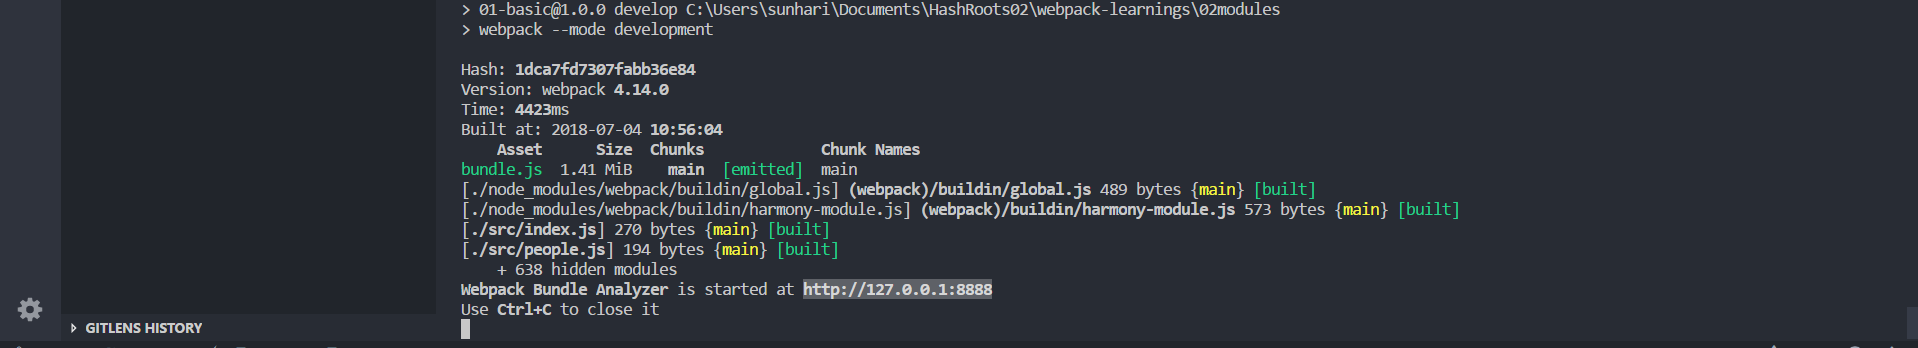 > 01-basic@1.0.0 develop C:\Users\sunhari\Documents\HashRoots02\webpack-learnings\02modules
> webpack --mode development
Hash: 1dca7fd7307fabb36e84
Version: webpack 4.14.0
Time: 4423ms
Built at: 2018-07-04 10:56:04
Asset Size Chunks Chunk Names
bundle.js 1.41 MiB main [emitted] main
[./node_modules/webpack/buildin/global.js] (webpack)/buildin/global.js 489 bytes {main} [built]
[./node_modules/webpack/buildin/harmony-module.js] (webpack)/buildin/harmony-module.js 573 bytes {main} [built]
[./src/index.js] 270 bytes {main} [built]
[./src/people.js] 194 bytes {main} [built]
+ 638 hidden modules
Webpack Bundle Analyzer is started at http://127.0.0.1:8888
Use Ctrl+C to close it
GITLENS HISTORY